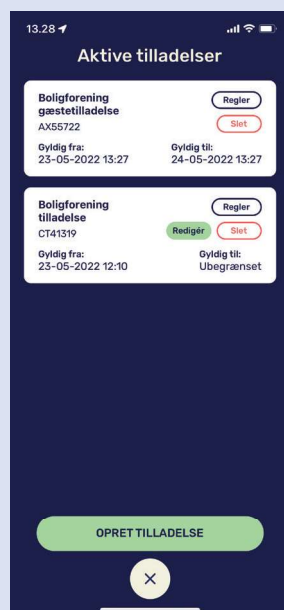 13.28
Aktive tilladelser
Boligforening
gæstetilladelse
Regler
AX55722
Slet
Gyldig fra:
Gyldig til:
23-05-2022 13:27
24-05-2022 13:27
Boligforening
tilladelse
Regler
CT41319
Redigér
Slet
Gyldig fra:
Gyldig til:
23-05-2022 12:10
Ubegrænset
OPRET TILLADELSE